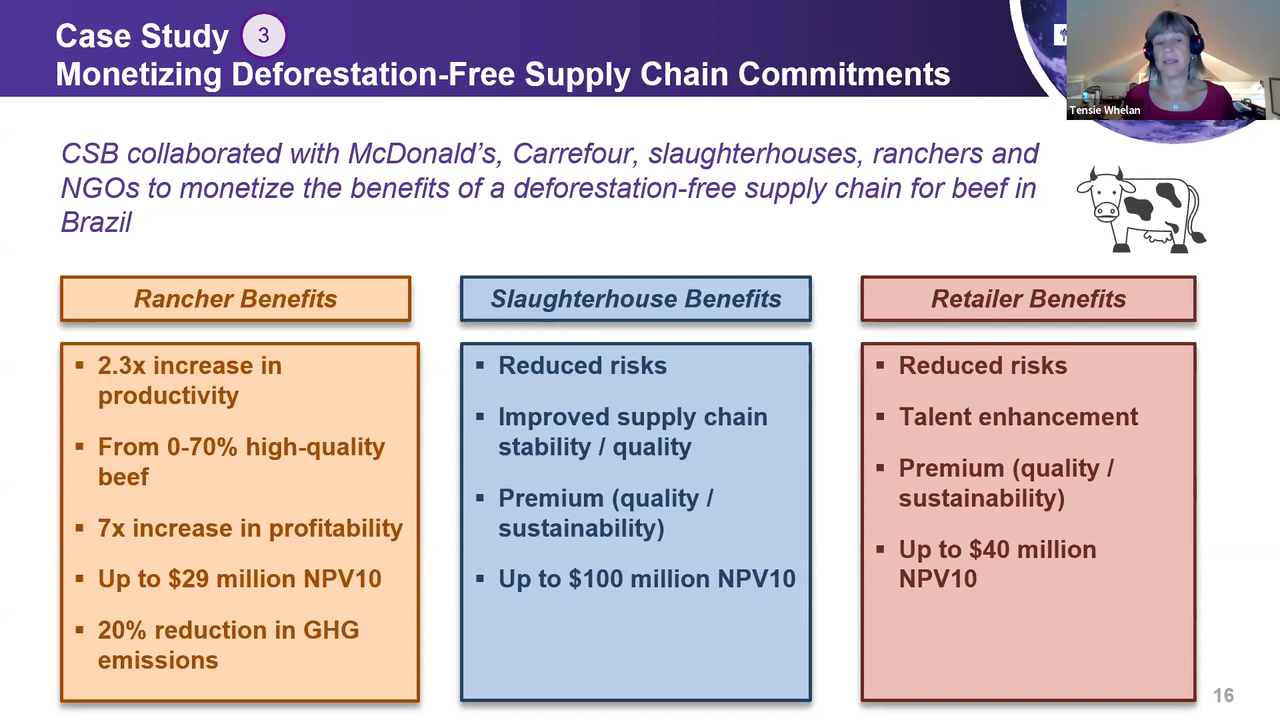 Case Study 3
Monetizing Deforestation-Free Supply Chain Commitments
Tensie Whelan
CSB collaborated with McDonald's, Carrefour, slaughterhouses, ranchers and
NGOs to monetize the benefits of a deforestation-free supply chain for beef in
Brazil
Rancher Benefits
▪ 2.3x increase in
productivity
▪ From 0-70% high-quality
beef
▪ 7x increase in profitability
▪ Up to $29 million NPV10
▪ 20% reduction in GHG
emissions
Slaughterhouse Benefits
▪ Reduced risks
▪ Improved supply chain
stability / quality
▪ Premium (quality /
sustainability)
▪ Up to $100 million NPV10
Retailer Benefits
▪ Reduced risks
▪ Talent enhancement
▪ Premium (quality /
sustainability)
▪ Up to $40 million
NPV10
16